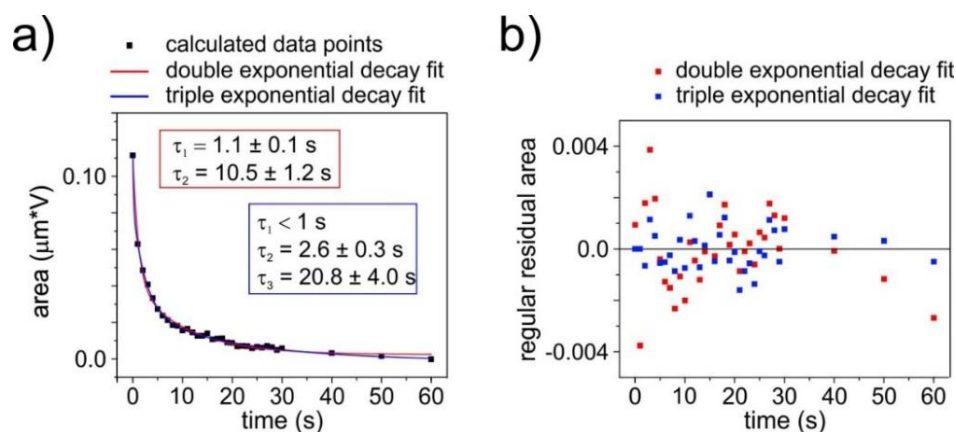 a)
calculated data points
double exponential decay fit
triple exponential decay fit
τ1 = 1.1 ± 0.1 s
τ2 = 10.5 ± 1.2 s
τ1 < 1 s
τ2 = 2.6 ± 0.3 s
τ3 = 20.8 ± 4.0 s
area (μm*V)
0.10
0.0
0 10 20 30 40 50 60
time (s)
b)
double exponential decay fit
triple exponential decay fit
regular residual area
0.004
0.0
-0.004
0 10 20 30 40 50 60
time (s)